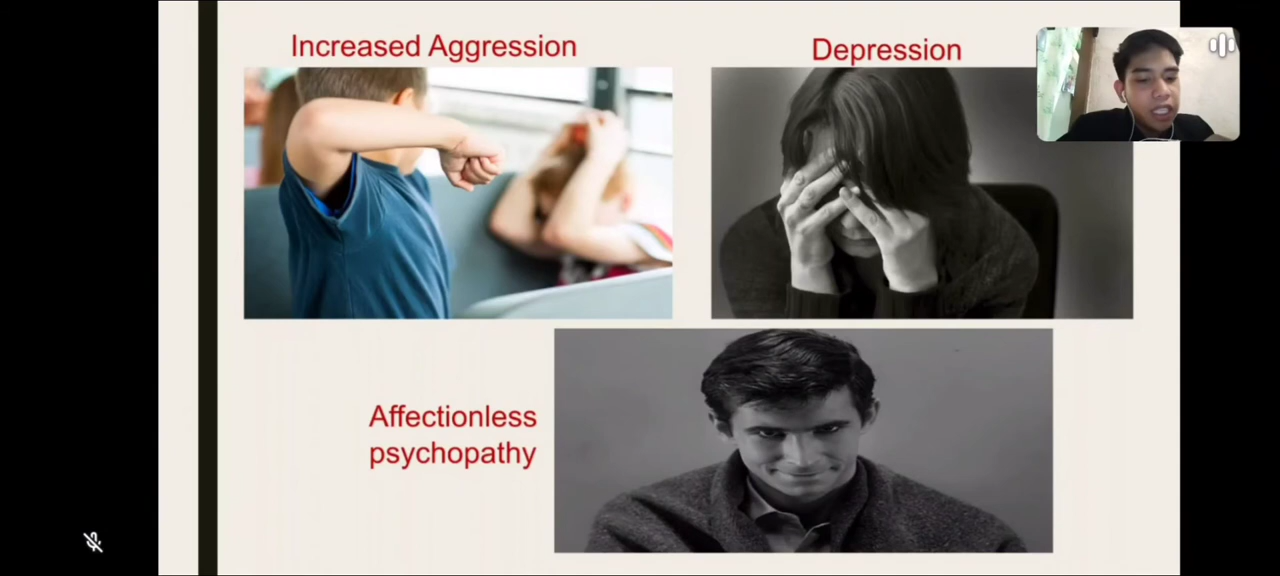 Increased Aggression
Depression
Affectionless
psychopathy